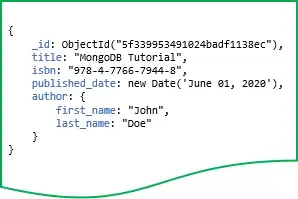 {
    _id: ObjectId("5f339953491024badf1138ec"),
    title: "MongoDB Tutorial",
    isbn: "978-4-7766-7944-8",
    published_date: new Date('June 01, 2020'),
    author: {
        first_name: "John",
        last_name: "Doe"
    }
}